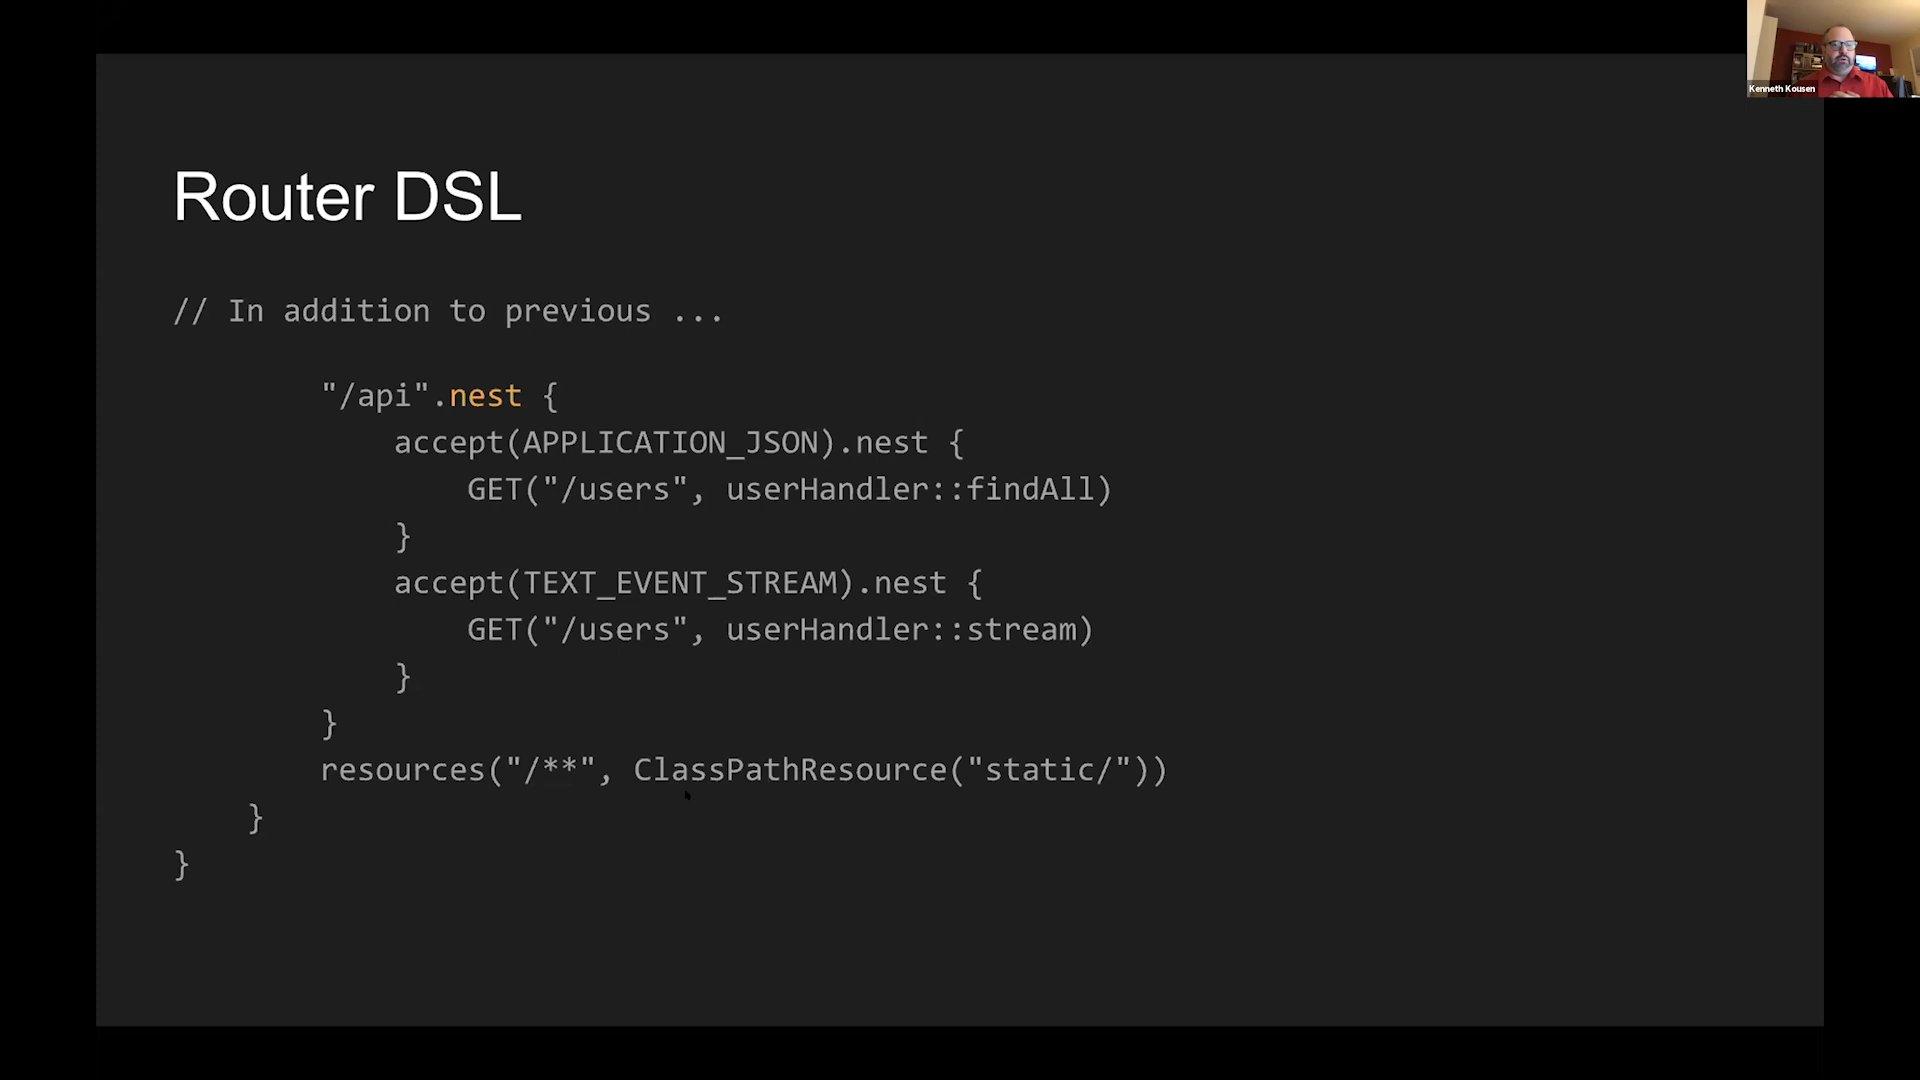 Kenneth Kousen
Router DSL
// In addition to previous ...
"/api".nest {
accept(APPLICATION_JSON).nest {
GET("/users", userHandler::findAll)
}
accept(TEXT_EVENT_STREAM).nest {
GET("/users", userHandler::stream)
}
}
resources("/**", ClassPathResource("static/"))
}
}